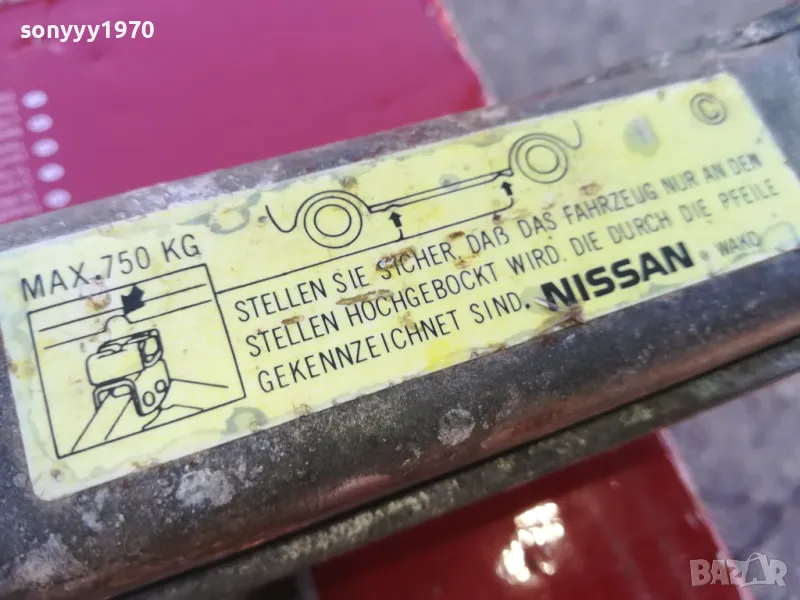 sonyyy1970
©
MAX. 750 KG
STELLEN SIE SICHER, DAß DAS FAHRZEUG NUR AN DEN
STELLEN HOCHGEBOCKT WIRD, DIE DURCH DIE PFEILE
GEKENNZEICHNET SIND. NISSAN WAKO
BAZAR